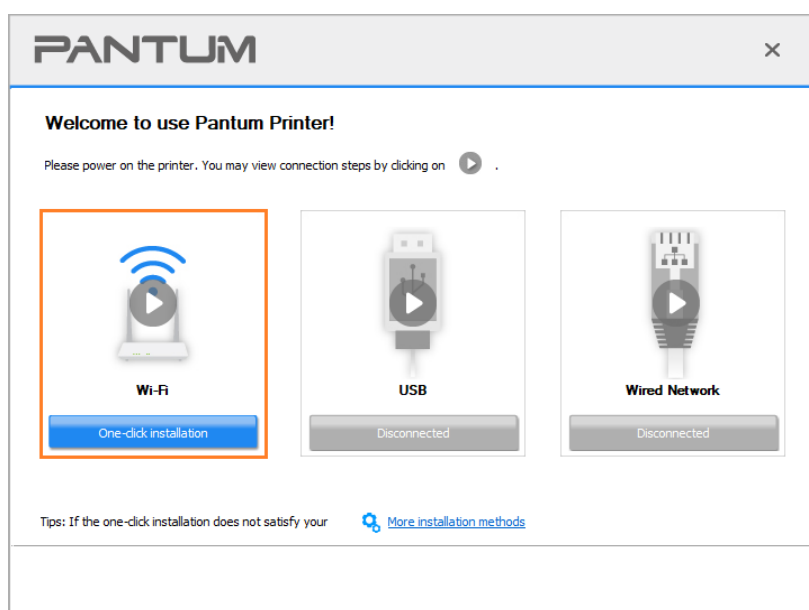 PANTUM
Welcome to use Pantum Printer!
Please power on the printer. You may view connection steps by clicking on .
Wi-Fi
USB
Wired Network
One-click installation
Disconnected
Disconnected
Tips: If the one-click installation does not satisfy your
More installation methods